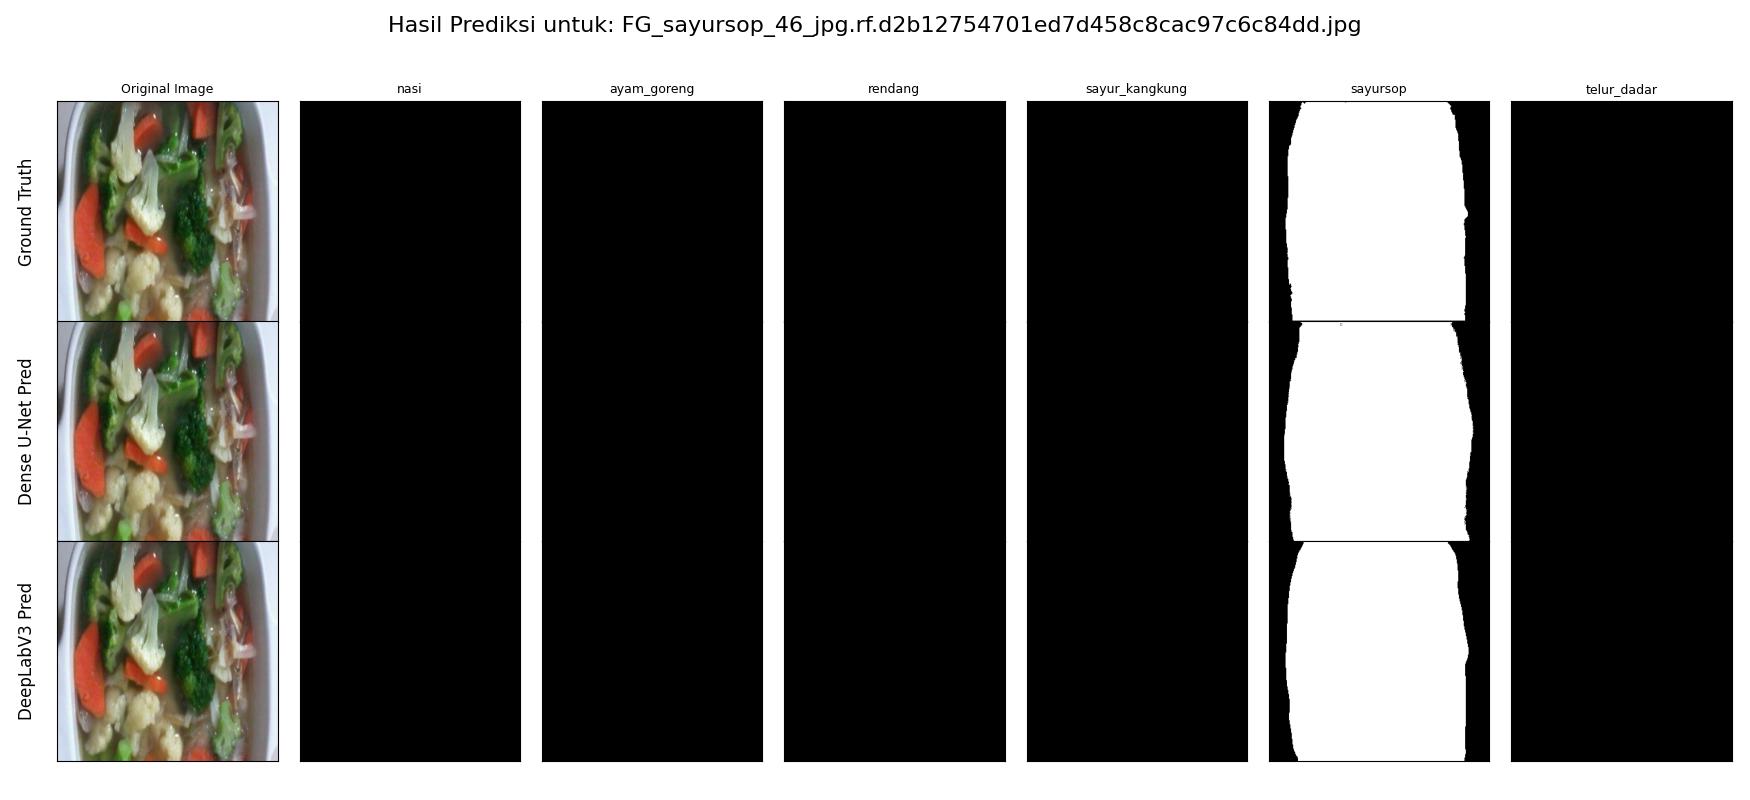 Hasil Prediksi untuk: FG_sayursop_46_jpg.rf.d2b12754701ed7d458c8cac97c6c84dd.jpg
Original Image
nasi
ayam_goreng
rendang
sayur_kangkung
sayursop
telur_dadar
Ground Truth
Dense U-Net Pred
DeepLabV3 Pred